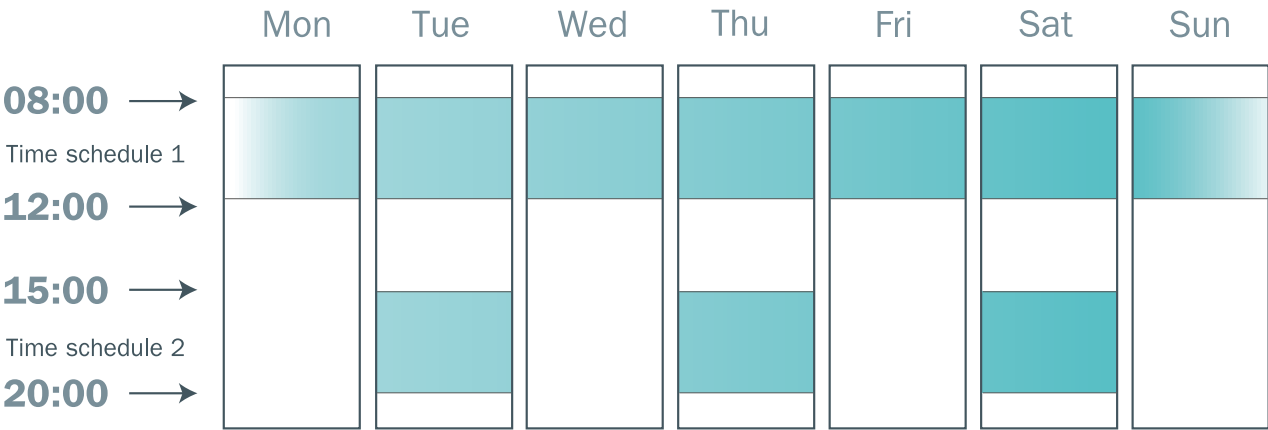 Mon Tue Wed Thu Fri Sat Sun
08:00
Time schedule 1
12:00
15:00
Time schedule 2
20:00